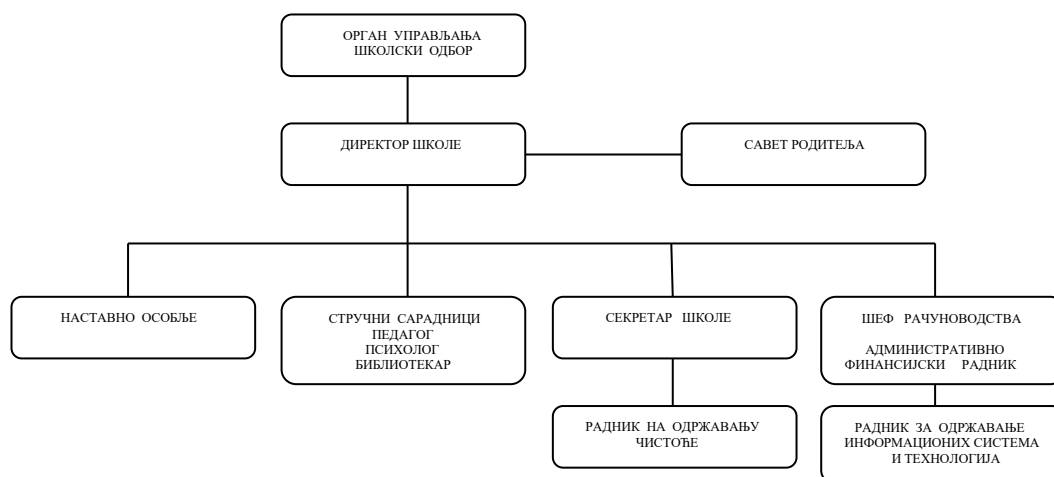 ОРГАН УПРАВЉАЊА
ШКОЛСКИ ОДБОР
ДИРЕКТОР ШКОЛЕ
САВЕТ РОДИТЕЉА
НАСТАВНО ОСОБЉЕ
СТРУЧНИ САРАДНИЦИ
ПЕДАГОГ
ПСИХОЛОГ
БИБЛИОТЕКАР
СЕКРЕТАР ШКОЛЕ
ШЕФ РАЧУНОВОДСТВА
АДМИНИСТРАТИВНО
ФИНАНСИЈСКИ РАДНИК
РАДНИК НА ОДРЖАВАЊУ
ЧИСТОЋЕ
РАДНИК ЗА ОДРЖАВАЊЕ
ИНФОРМАЦИОНИХ СИСТЕМА
И ТЕХНОЛОГИЈА